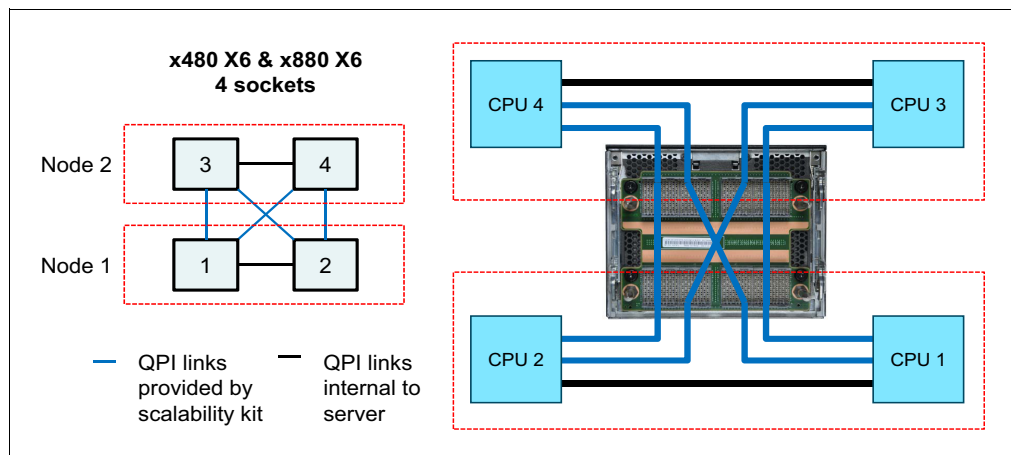 x480 X6 & x880 X6
4 sockets
Node 2
3
4
Node 1
1
2
QPI links
provided by
scalability kit
QPI links
internal to
server
CPU 4
CPU 3
CPU 2
CPU 1